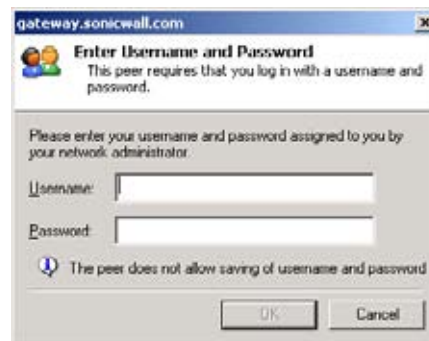 gateway.sonicwall.com
Enter Username and Password
This peer requires that you log in with a username and
password.
Please enter your username and password assigned to you by
your network administrator.
Username:
Password:
The peer does not allow saving of username and password
OK
Cancel